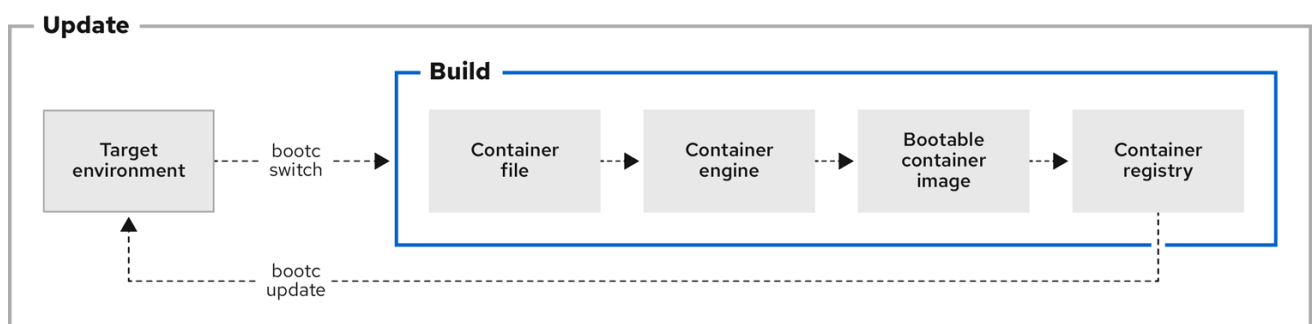 Update
Build
Target
environment
bootc
switch
Container
file
Container
engine
Bootable
container
image
Container
registry
bootc
update